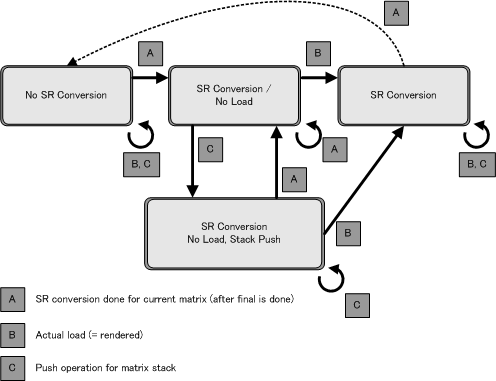 A
A
B
No SR Conversion
SR Conversion /
No Load
SR Conversion
B, C
C
A
B, C
A
SR Conversion
No Load, Stack Push
B
C
A SR conversion done for current matrix (after final is done)
B Actual load (= rendered)
C Push operation for matrix stack